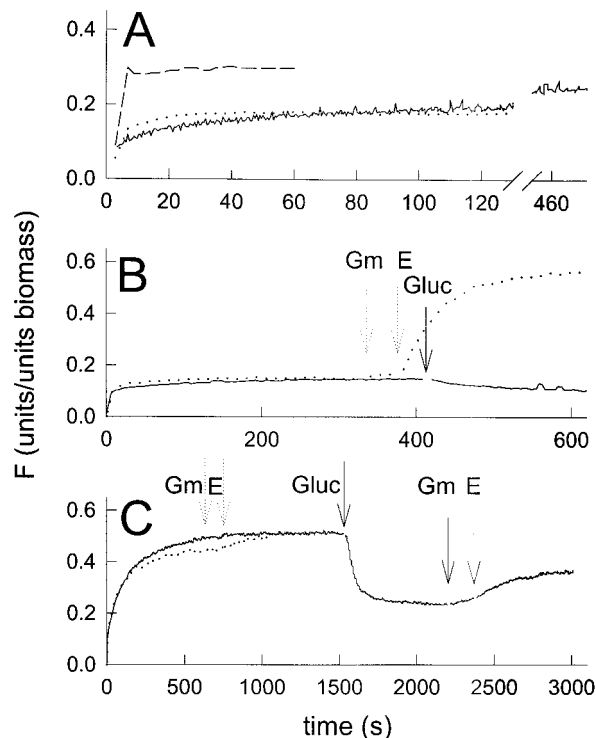 A
0.4
0.2
0.0
0 20 40 60 80 100 120 460
F (units/units biomass)
B
Gm E
Gluc
0.6
0.4
0.2
0.0
0 200 400 600
C
Gm E Gluc Gm E
0.6
0.4
0.2
0.0
0 500 1000 1500 2000 2500 3000
time (s)